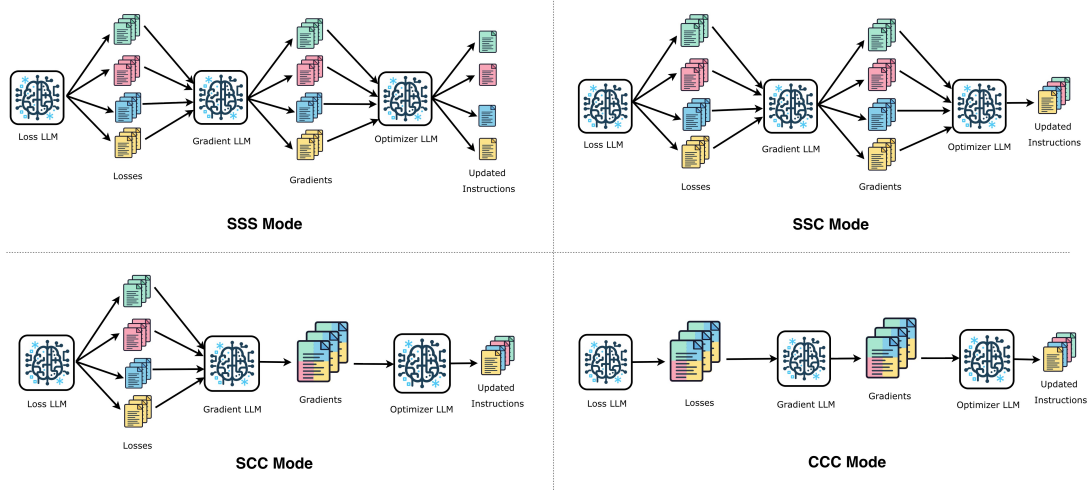 Loss LLM
Losses
Gradient LLM
Gradients
Optimizer LLM
Updated
Instructions
SSS Mode
Loss LLM
Losses
Gradient LLM
Gradients
Optimizer LLM
Updated
Instructions
SSC Mode
Loss LLM
Losses
Gradient LLM
Gradients
Optimizer LLM
Updated
Instructions
SCC Mode
Loss LLM
Losses
Gradient LLM
Gradients
Optimizer LLM
Updated
Instructions
CCC Mode